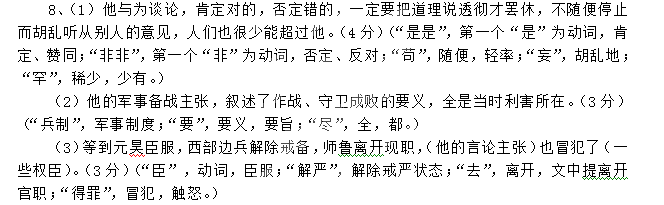 8、（1）他与为谈论，肯定对的，否定错的，一定要把道理说透彻才罢休，不随便停止
而胡乱听从别人的意见，人们也很少能超过他。（4 分）（“是是”，第一个“是”为动词，肯
定、赞同；“非非”，第一个“非”为动词，否定、反对；“苟”，随便，轻率；“妄”，胡乱地；
“罕”，稀少，少有。）
（2）他的军事备战主张，叙述了作战、守卫成败的要义，全是当时利害所在。（3 分）
（“兵制”，军事制度；“要”，要义，要旨；“尽”，全，都。）
（3）等到元昊臣服，西部边兵解除戒备，师鲁离开现职，（他的言论主张）也冒犯了（一
些权臣）。（3 分）（“臣”，动词，臣服；“解严”，解除戒严状态；“去”，离开，文中提离开
官职；“得罪”，冒犯，触怒。）